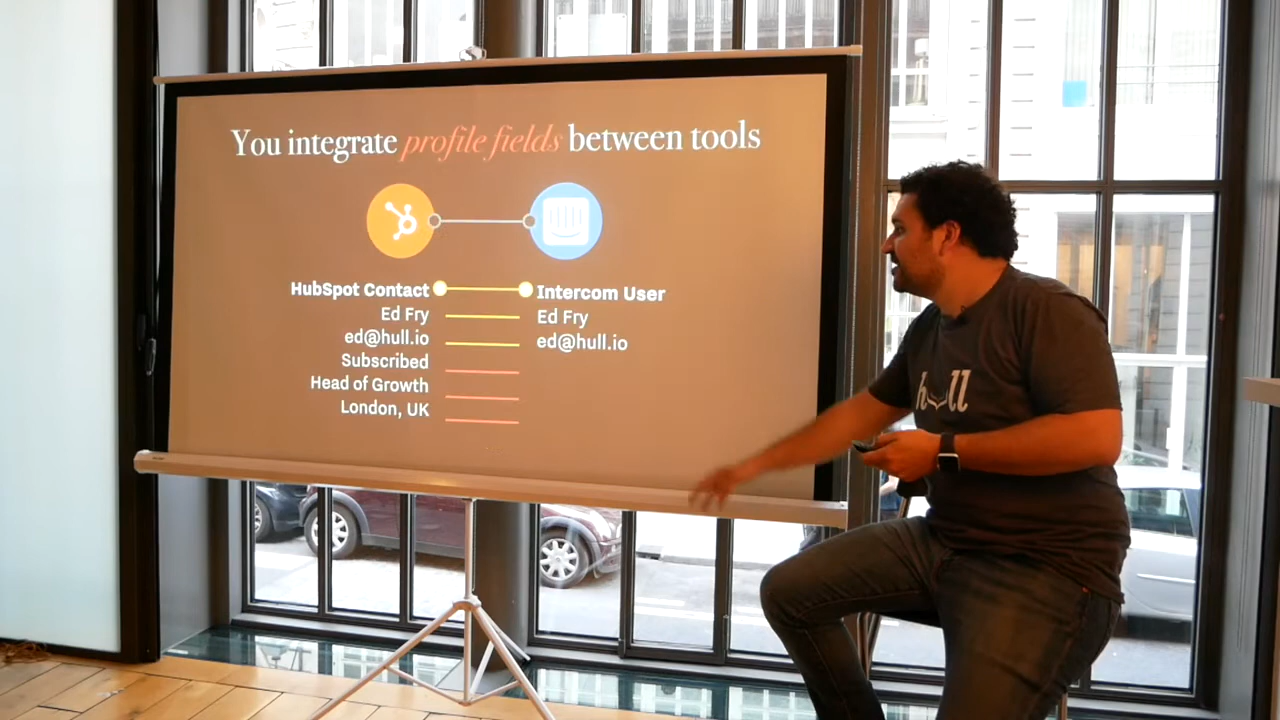 You integrate profile fields between tools
HubSpot Contact
Intercom User
Ed Fry
Ed Fry
ed@hull.io
ed@hull.io
Subscribed
Head of Growth
London, UK
hull